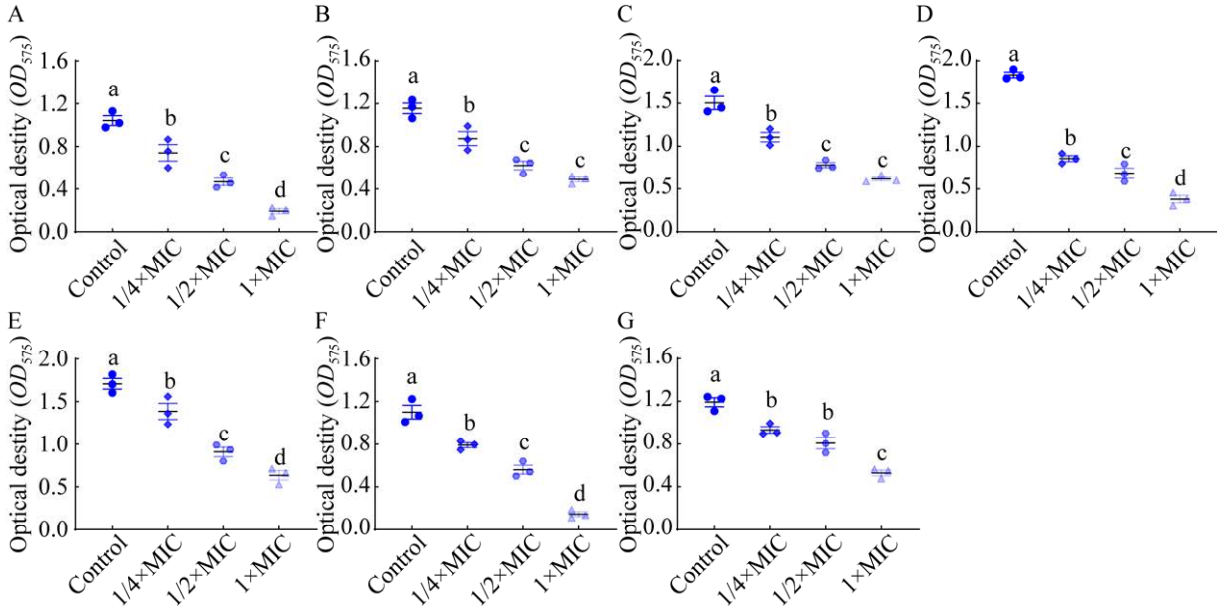 A
Optical destity (OD575)
1.6
1.2
0.8
0.4
0.0
a
b
c
d
Control
1/4×MIC
1/2×MIC
1×MIC
B
Optical destity (OD575)
1.6
1.2
0.8
0.4
0.0
a
b
c
c
Control
1/4×MIC
1/2×MIC
1×MIC
C
Optical destity (OD575)
2.0
1.5
1.0
0.5
0.0
a
b
c
c
Control
1/4×MIC
1/2×MIC
1×MIC
D
Optical destity (OD575)
2.0
1.5
1.0
0.5
0.0
a
b
c
d
Control
1/4×MIC
1/2×MIC
1×MIC
E
Optical destity (OD575)
2.0
1.5
1.0
0.5
0.0
a
b
c
d
Control
1/4×MIC
1/2×MIC
1×MIC
F
Optical destity (OD575)
1.6
1.2
0.8
0.4
0.0
a
b
c
d
Control
1/4×MIC
1/2×MIC
1×MIC
G
Optical destity (OD575)
1.6
1.2
0.8
0.4
0.0
a
b
b
c
Control
1/4×MIC
1/2×MIC
1×MIC